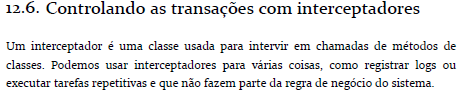 12.6. Controlando as transações com interceptadores
Um interceptador é uma classe usada para intervir em chamadas de métodos de
classes. Podemos usar interceptadores para várias coisas, como registrar logs ou
executar tarefas repetitivas e que não fazem parte da regra de negócio do sistema.